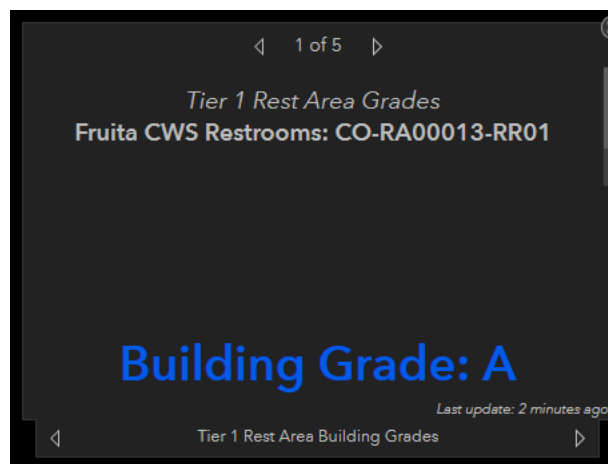 1 of 5
Tier 1 Rest Area Grades
Fruita CWS Restrooms: CO-RA00013-RR01
Building Grade: A
Last update: 2 minutes ago
Tier 1 Rest Area Building Grades